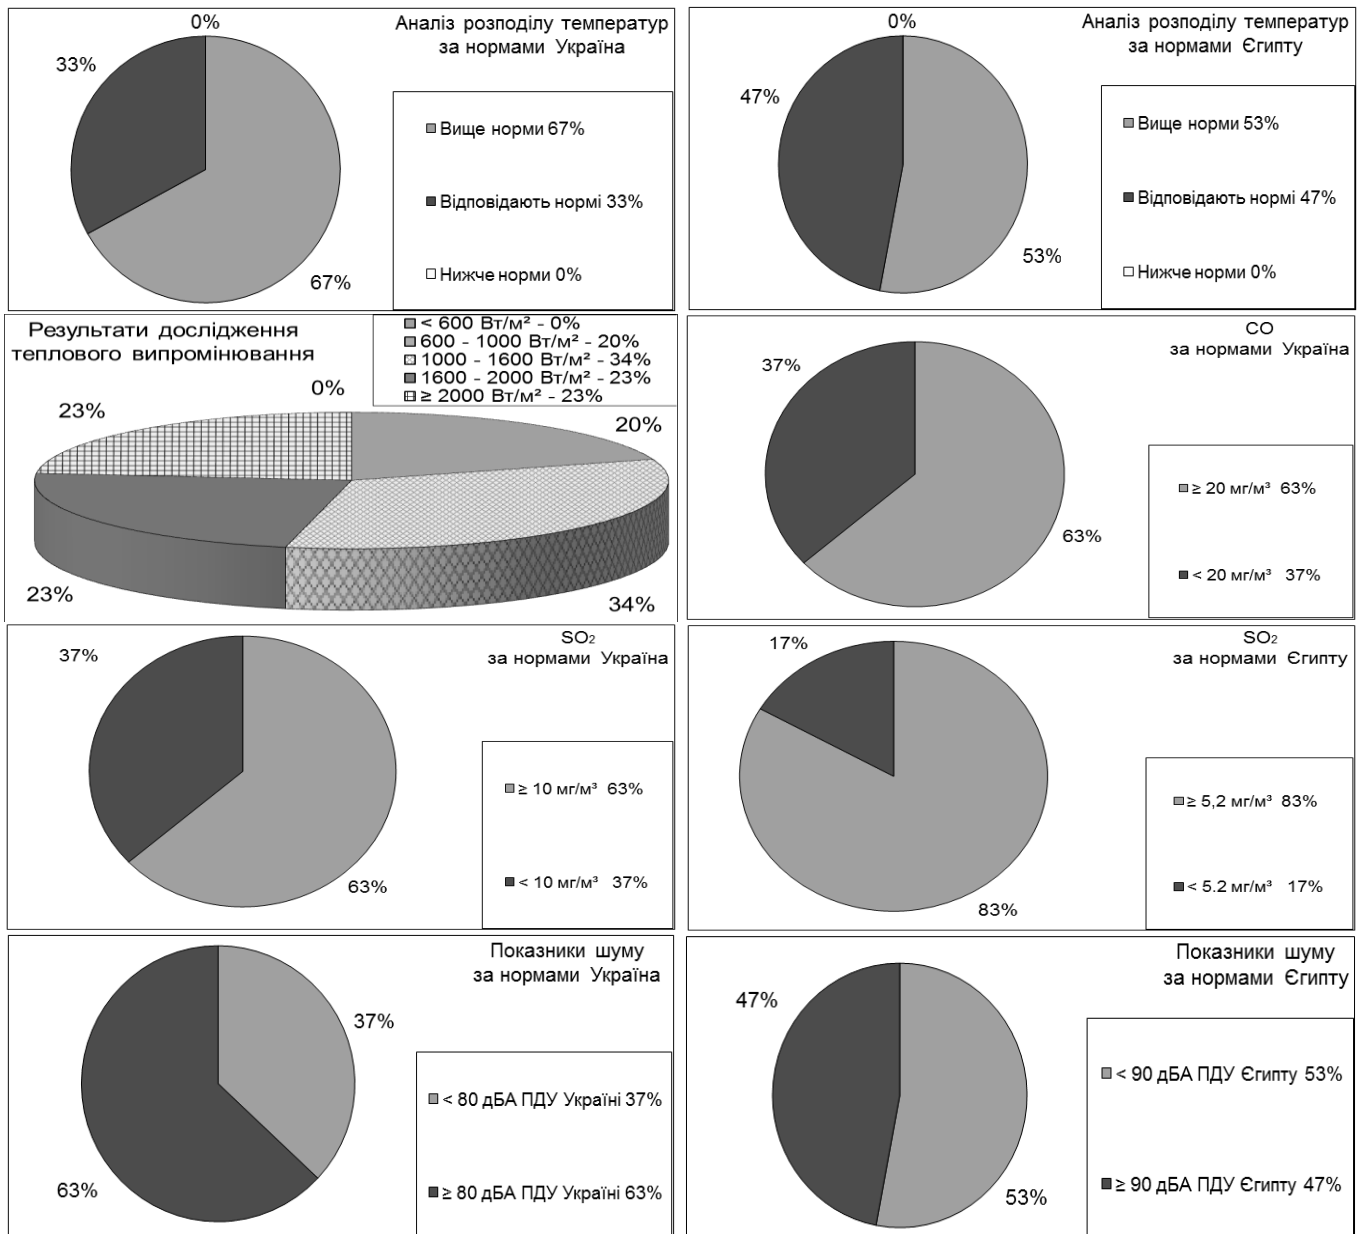 0%
Аналіз розподілу температур
за нормами Україна
33%
Вище норми 67%
Відповідають нормі 33%
Нижче норми 0%
67%
0%
Аналіз розподілу температур
за нормами Єгипту
47%
Вище норми 53%
Відповідають нормі 47%
Нижче норми 0%
53%
Результати дослідження
теплового випромінювання
< 600 Вт/м² - 0%
600 - 1000 Вт/м² - 20%
1000 - 1600 Вт/м² - 34%
1600 - 2000 Вт/м² - 23%
≥ 2000 Вт/м² - 23%
0%
23%
20%
23%
34%
СО
за нормами Україна
37%
≥ 20 мг/м³ 63%
< 20 мг/м³ 37%
63%
SO₂
за нормами Україна
37%
≥ 10 мг/м³ 63%
< 10 мг/м³ 37%
63%
SO₂
за нормами Єгипту
17%
≥ 5,2 мг/м³ 83%
< 5.2 мг/м³ 17%
83%
Показники шуму
за нормами Україна
37%
< 80 дБА ПДУ Україні 37%
≥ 80 дБА ПДУ Україні 63%
63%
Показники шуму
за нормами Єгипту
47%
< 90 дБА ПДУ Єгипту 53%
≥ 90 дБА ПДУ Єгипту 47%
53%